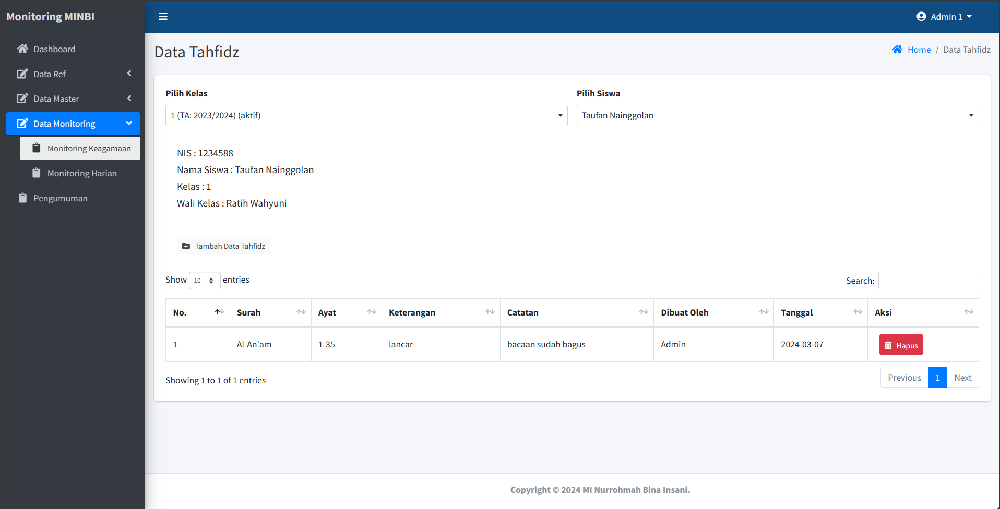 Monitoring MINBI
Admin 1
Dashboard
Data Ref
Data Master
Data Monitoring
Monitoring Keagamaan
Monitoring Harian
Pengumuman
Data Tahfidz
Home / Data Tahfidz
Pilih Kelas
1 (TA: 2023/2024) (aktif)
Pilih Siswa
Taufan Nainggolan
NIS : 1234588
Nama Siswa : Taufan Nainggolan
Kelas : 1
Wali Kelas : Ratih Wahyuni
Tambah Data Tahfidz
Show 10 entries
Search:
No. Surah Ayat Keterangan Catatan Dibuat Oleh Tanggal Aksi
1 Al-An'am 1-35 lancar bacaan sudah bagus Admin 2024-03-07 Hapus
Showing 1 to 1 of 1 entries
Previous 1 Next
Copyright © 2024 MI Nurrohmah Bina Insani.